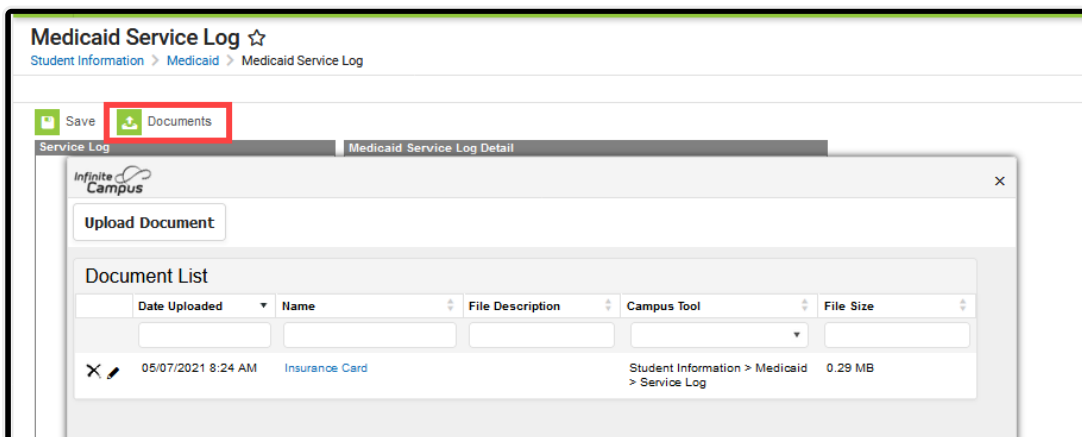 Medicaid Service Log
Student Information > Medicaid > Medicaid Service Log
Save Documents
Service Log Medicaid Service Log Detail
Infinite Campus
×
Upload Document
Document List
Date Uploaded Name File Description Campus Tool File Size
05/07/2021 8:24 AM Insurance Card Student Information > Medicaid 0.29 MB
> Service Log